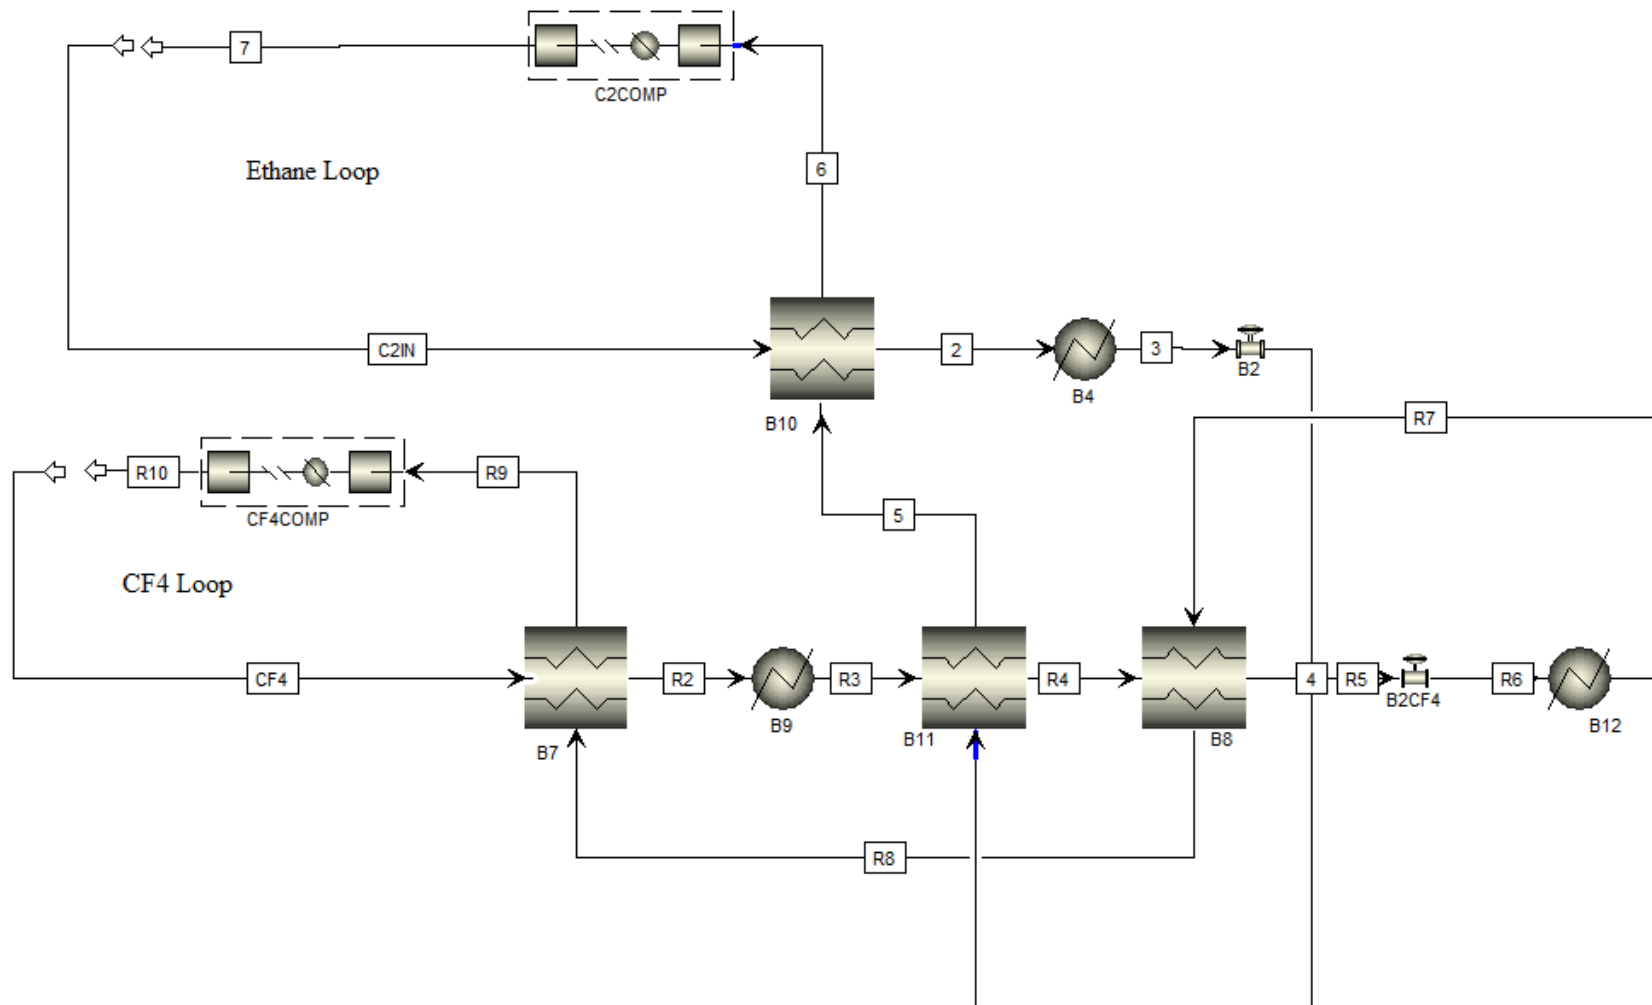 7
C2COMP
Ethane Loop
6
C2IN
2
3
B10
B4
B2
R7
R10
R9
CF4COMP
5
CF4 Loop
CF4
R2
R3
R4
4
R5
R6
B7
B9
B11
B8
B2CF4
B12
R8